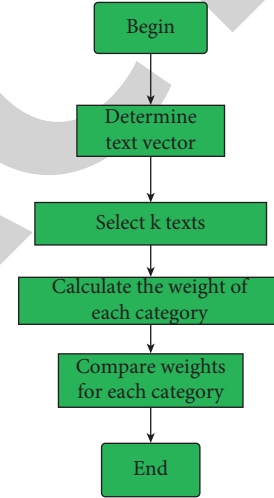 Begin
Determine
text vector
Select k texts
Calculate the weight of
each category
Compare weights
for each category
End